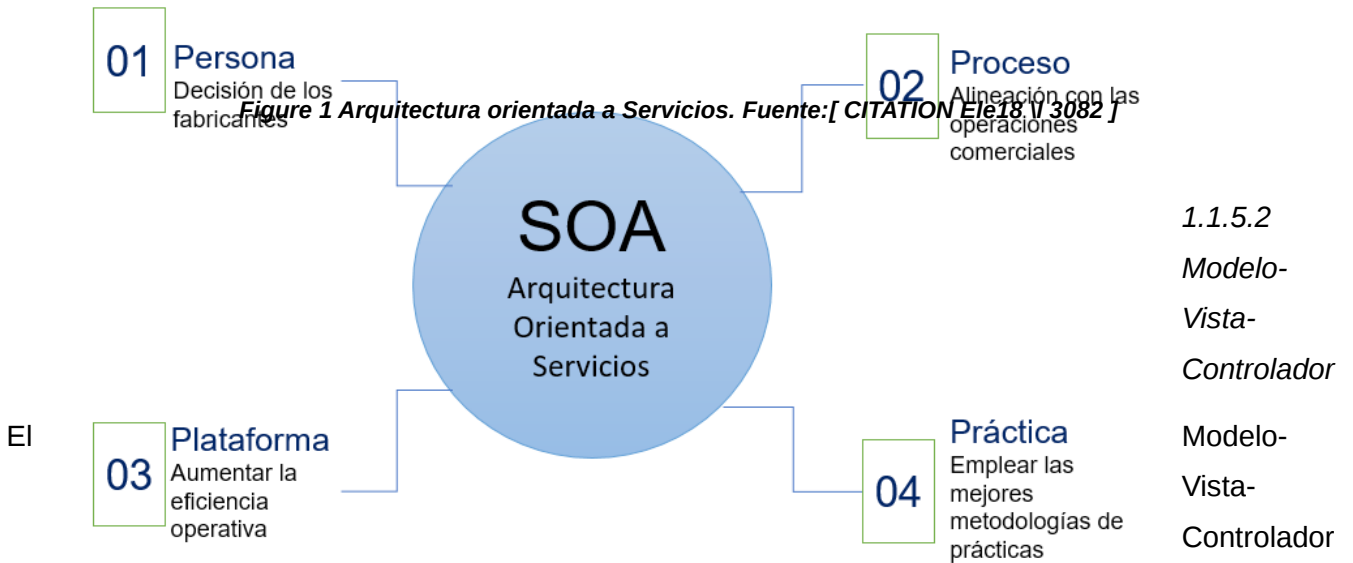 01
Persona
Decisión de los
fabricantes
02
Proceso
Alineación con las
operaciones
comerciales
Figure 1 Arquitectura orientada a Servicios. Fuente:[ CITATION Ele18 \l 3082 ]
SOA
Arquitectura
Orientada a
Servicios
1.1.5.2
Modelo-
Vista-
Controlador
03
Plataforma
Aumentar la
eficiencia
operativa
04
Práctica
Emplear las
mejores
metodologías de
prácticas
El Modelo-
Vista-
Controlador